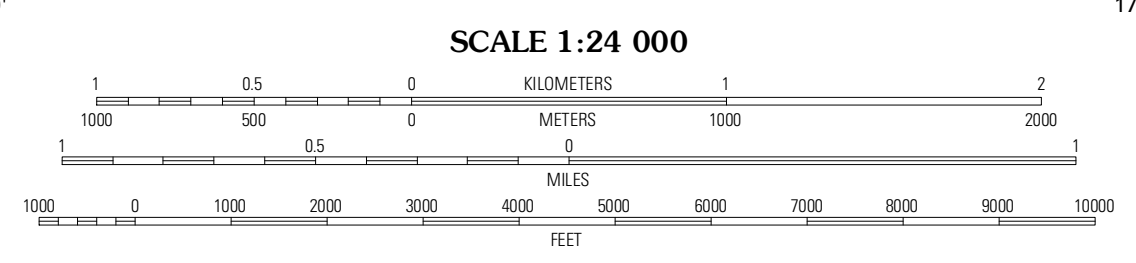 17
SCALE 1:24 000
1 0.5 0 KILOMETERS 1 2
1000 500 0 METERS 1000 2000
1 0.5 0 1
MILES
1000 0 1000 2000 3000 4000 5000 6000 7000 8000 9000 10000
FEET